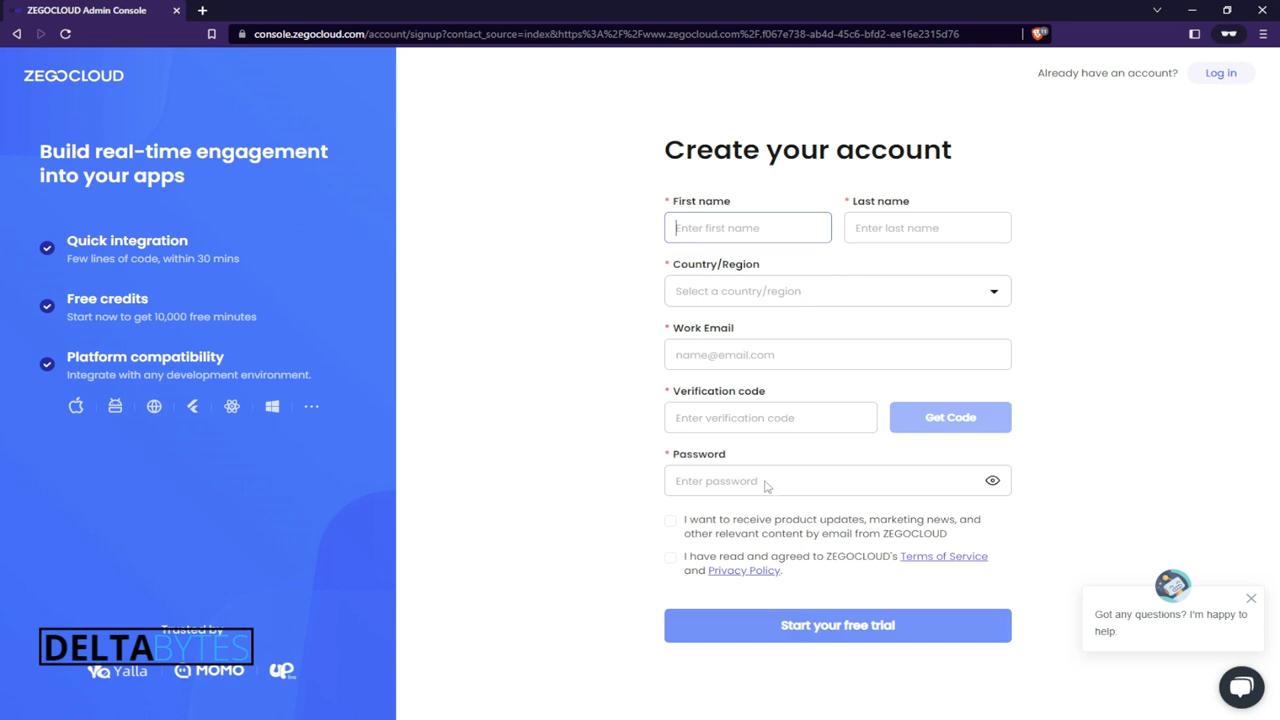 ZEGOCLOUD Admin Console
console.zegocloud.com/account/signup?contact_source=index&https%3A%2F%2Fwww.zegocloud.com%2F,f067e738-ab4d-45c6-bfd2-ee16e2315d76
ZEGOCLOUD
Already have an account? Log in
Build real-time engagement
into your apps
Quick integration
Few lines of code, within 30 mins
Free credits
Start now to get 10,000 free minutes
Platform compatibility
Integrate with any development environment.
Trusted by
DELTABYTES
Yalla MOMO UP
Create your account
* First name * Last name
Enter first name Enter last name
* Country/Region
Select a country/region
* Work Email
name@email.com
* Verification code
Enter verification code Get Code
* Password
Enter password
I want to receive product updates, marketing news, and
other relevant content by email from ZEGOCLOUD
I have read and agreed to ZEGOCLOUD's Terms of Service
and Privacy Policy.
Start your free trial
Got any questions? I'm happy to
help.